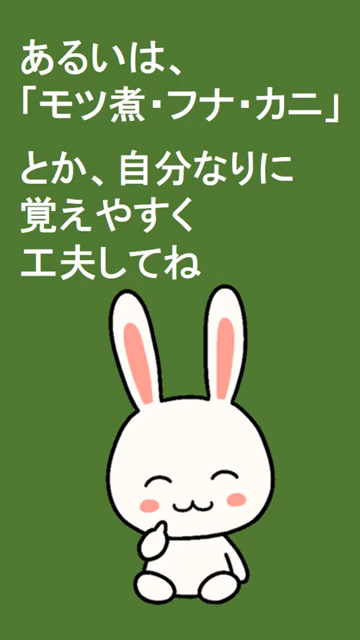 あるいは、
「モツ煮・フナ・カニ」
とか、自分なりに
覚えやすく
工夫してね